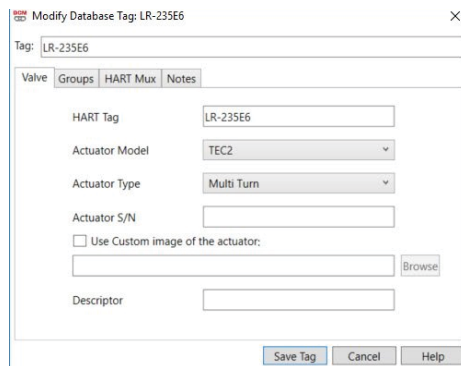 Modify Database Tag: LR-235E6
Tag: LR-235E6
Valve Groups HART Mux Notes
HART Tag LR-235E6
Actuator Model TEC2
Actuator Type Multi Turn
Actuator S/N
Use Custom image of the actuator:
Browse
Descriptor
Save Tag Cancel Help